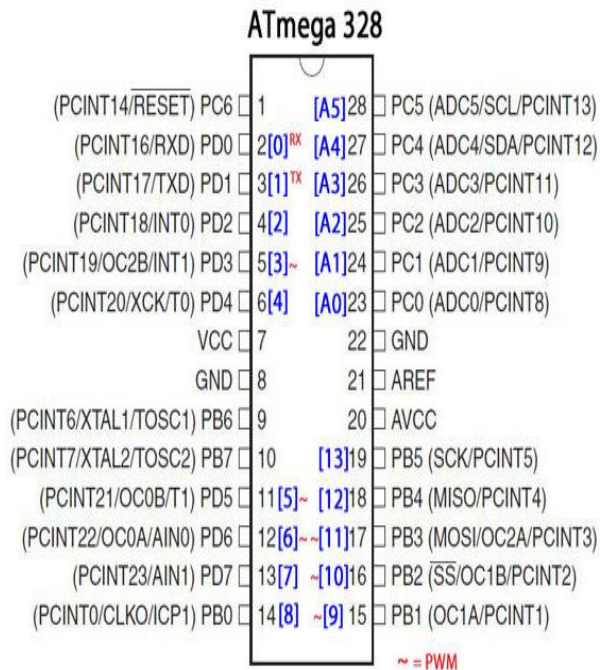 ATmega 328
(PCINT14/RESET) PC6 1 [A5] 28 PC5 (ADC5/SCL/PCINT13)
(PCINT16/RXD) PD0 2 [0] RX [A4] 27 PC4 (ADC4/SDA/PCINT12)
(PCINT17/TXD) PD1 3 [1] TX [A3] 26 PC3 (ADC3/PCINT11)
(PCINT18/INT0) PD2 4 [2] [A2] 25 PC2 (ADC2/PCINT10)
(PCINT19/OC2B/INT1) PD3 5 [3]~ [A1] 24 PC1 (ADC1/PCINT9)
(PCINT20/XCK/T0) PD4 6 [4] [A0] 23 PC0 (ADC0/PCINT8)
VCC 7 22 GND
GND 8 21 AREF
(PCINT6/XTAL1/TOSC1) PB6 9 20 AVCC
(PCINT7/XTAL2/TOSC2) PB7 10 [13] 19 PB5 (SCK/PCINT5)
(PCINT21/OC0B/T1) PD5 11 [5]~ [12] 18 PB4 (MISO/PCINT4)
(PCINT22/OC0A/AIN0) PD6 12 [6]~ ~[11] 17 PB3 (MOSI/OC2A/PCINT3)
(PCINT23/AIN1) PD7 13 [7] ~[10] 16 PB2 (SS/OC1B/PCINT2)
(PCINT0/CLKO/ICP1) PB0 14 [8] ~[9] 15 PB1 (OC1A/PCINT1)
~ = PWM